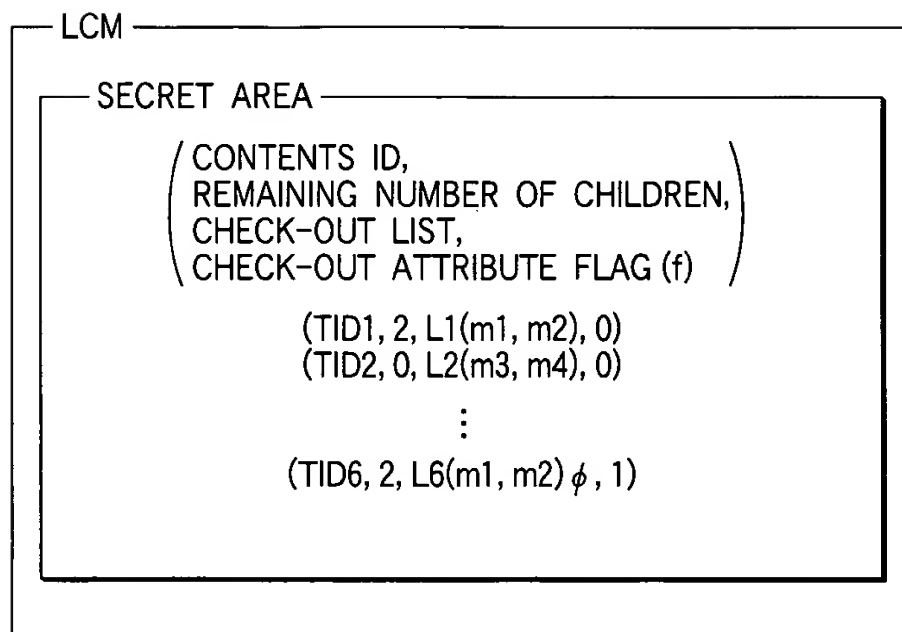 LCM
SECRET AREA
CONTENTS ID,
REMAINING NUMBER OF CHILDREN,
CHECK-OUT LIST,
CHECK-OUT ATTRIBUTE FLAG (f)
(TID1, 2, L1(m1, m2), 0)
(TID2, 0, L2(m3, m4), 0)
⋮
(TID6, 2, L6(m1, m2) ϕ, 1)